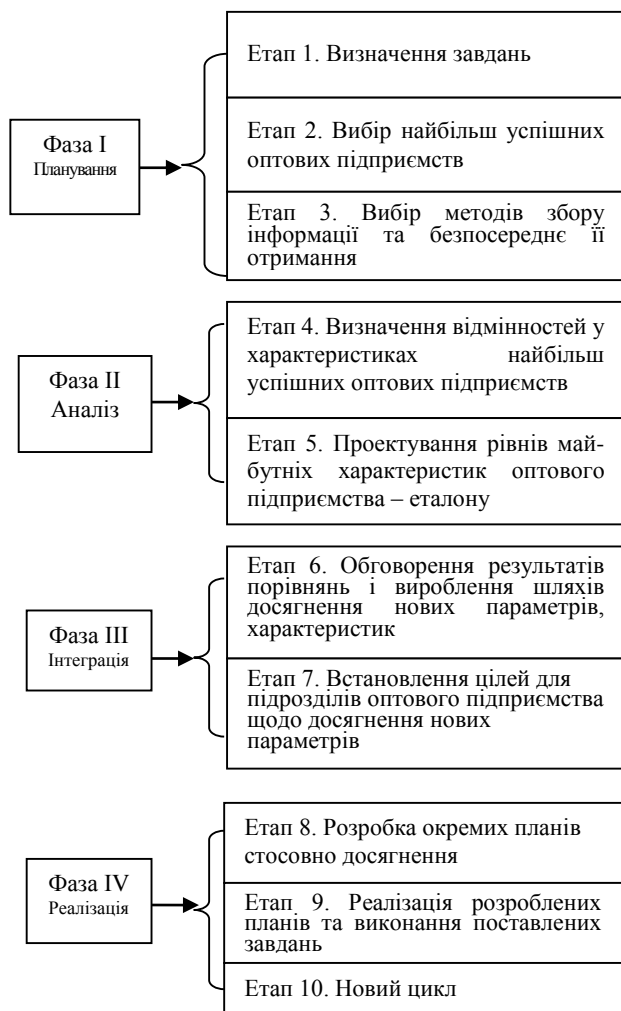 Фаза І
Планування
Етап 1. Визначення завдань
Етап 2. Вибір найбільш успішних
оптових підприємств
Етап 3. Вибір методів збору
інформації та безпосереднє її
отримання
Фаза ІІ
Аналіз
Етап 4. Визначення відмінностей у
характеристиках найбільш
успішних оптових підприємств
Етап 5. Проектування рівнів май-
бутніх характеристик оптового
підприємства – еталону
Фаза ІІІ
Інтеграція
Етап 6. Обговорення результатів
порівнянь і вироблення шляхів
досягнення нових параметрів,
характеристик
Етап 7. Встановлення цілей для
підрозділів оптового підприємства
щодо досягнення нових
параметрів
Фаза IV
Реалізація
Етап 8. Розробка окремих планів
стосовно досягнення
Етап 9. Реалізація розроблених
планів та виконання поставлених
завдань
Етап 10. Новий цикл